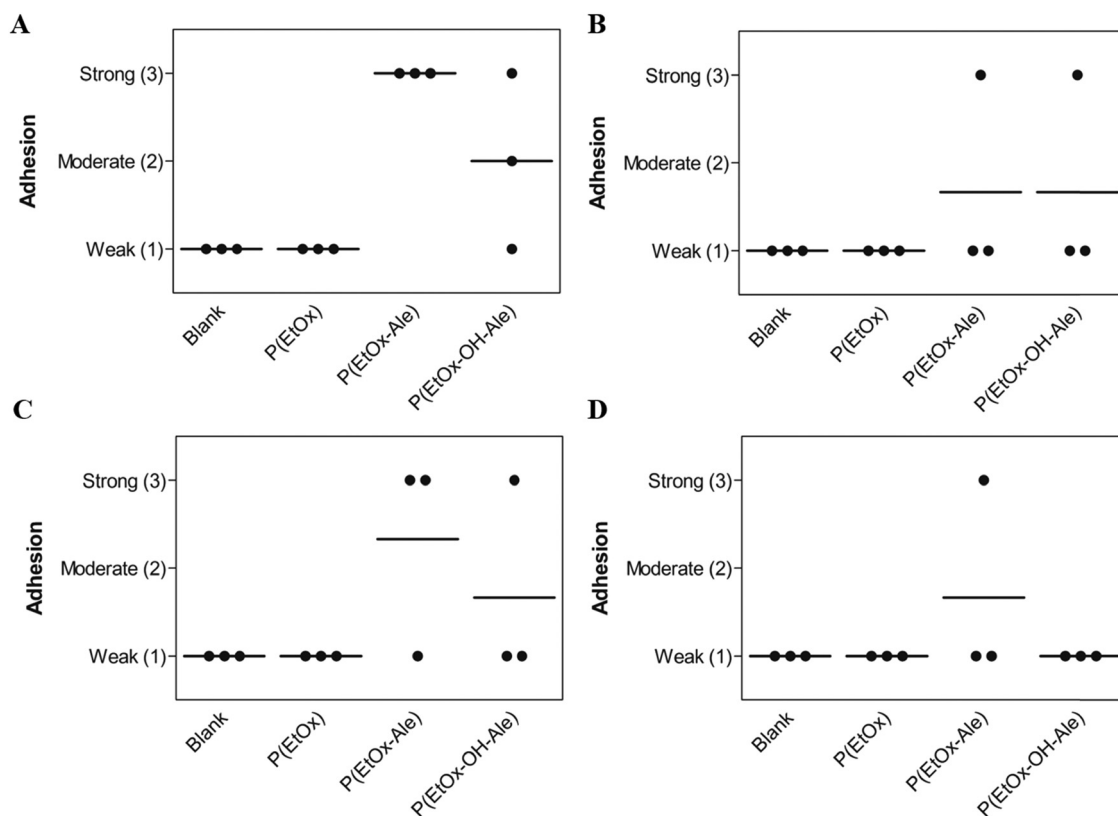 A
Adhesion
Strong (3)
Moderate (2)
Weak (1)
Blank
P(EtOx)
P(EtOx-Ale)
P(EtOx-OH-Ale)
B
Adhesion
Strong (3)
Moderate (2)
Weak (1)
Blank
P(EtOx)
P(EtOx-Ale)
P(EtOx-OH-Ale)
C
Adhesion
Strong (3)
Moderate (2)
Weak (1)
Blank
P(EtOx)
P(EtOx-Ale)
P(EtOx-OH-Ale)
D
Adhesion
Strong (3)
Moderate (2)
Weak (1)
Blank
P(EtOx)
P(EtOx-Ale)
P(EtOx-OH-Ale)